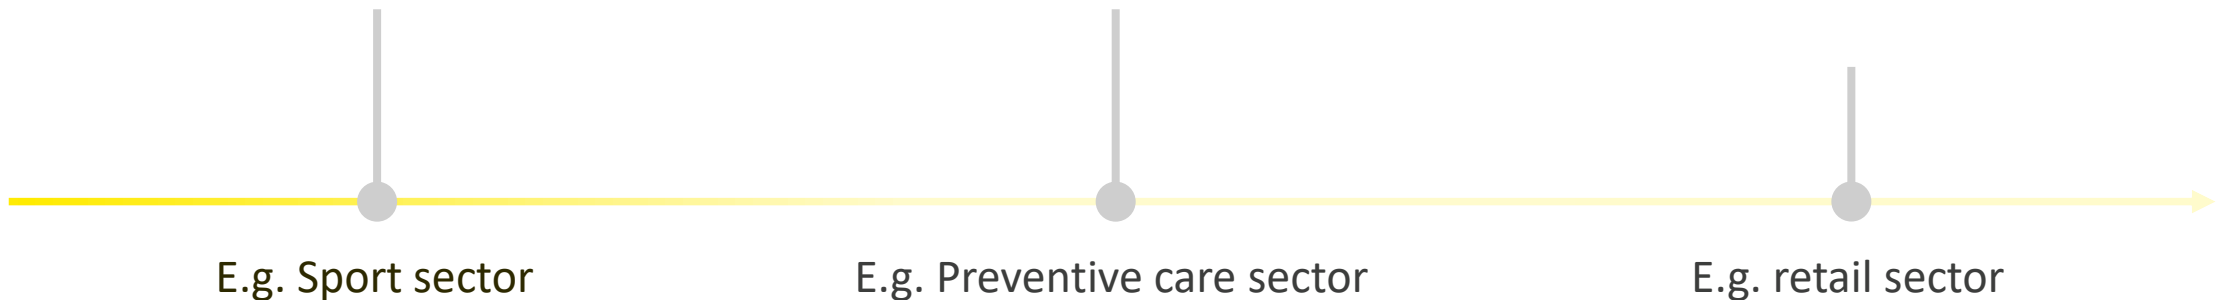 E.g. Sport sector
E.g. Preventive care sector
E.g. retail sector